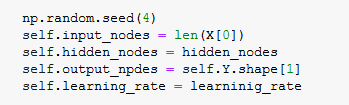 np.random.seed(4)
self.input_nodes = len(X[0])
self.hidden_nodes = hidden_nodes
self.output_npdes = self.Y.shape[1]
self.learning_rate = learninig_rate